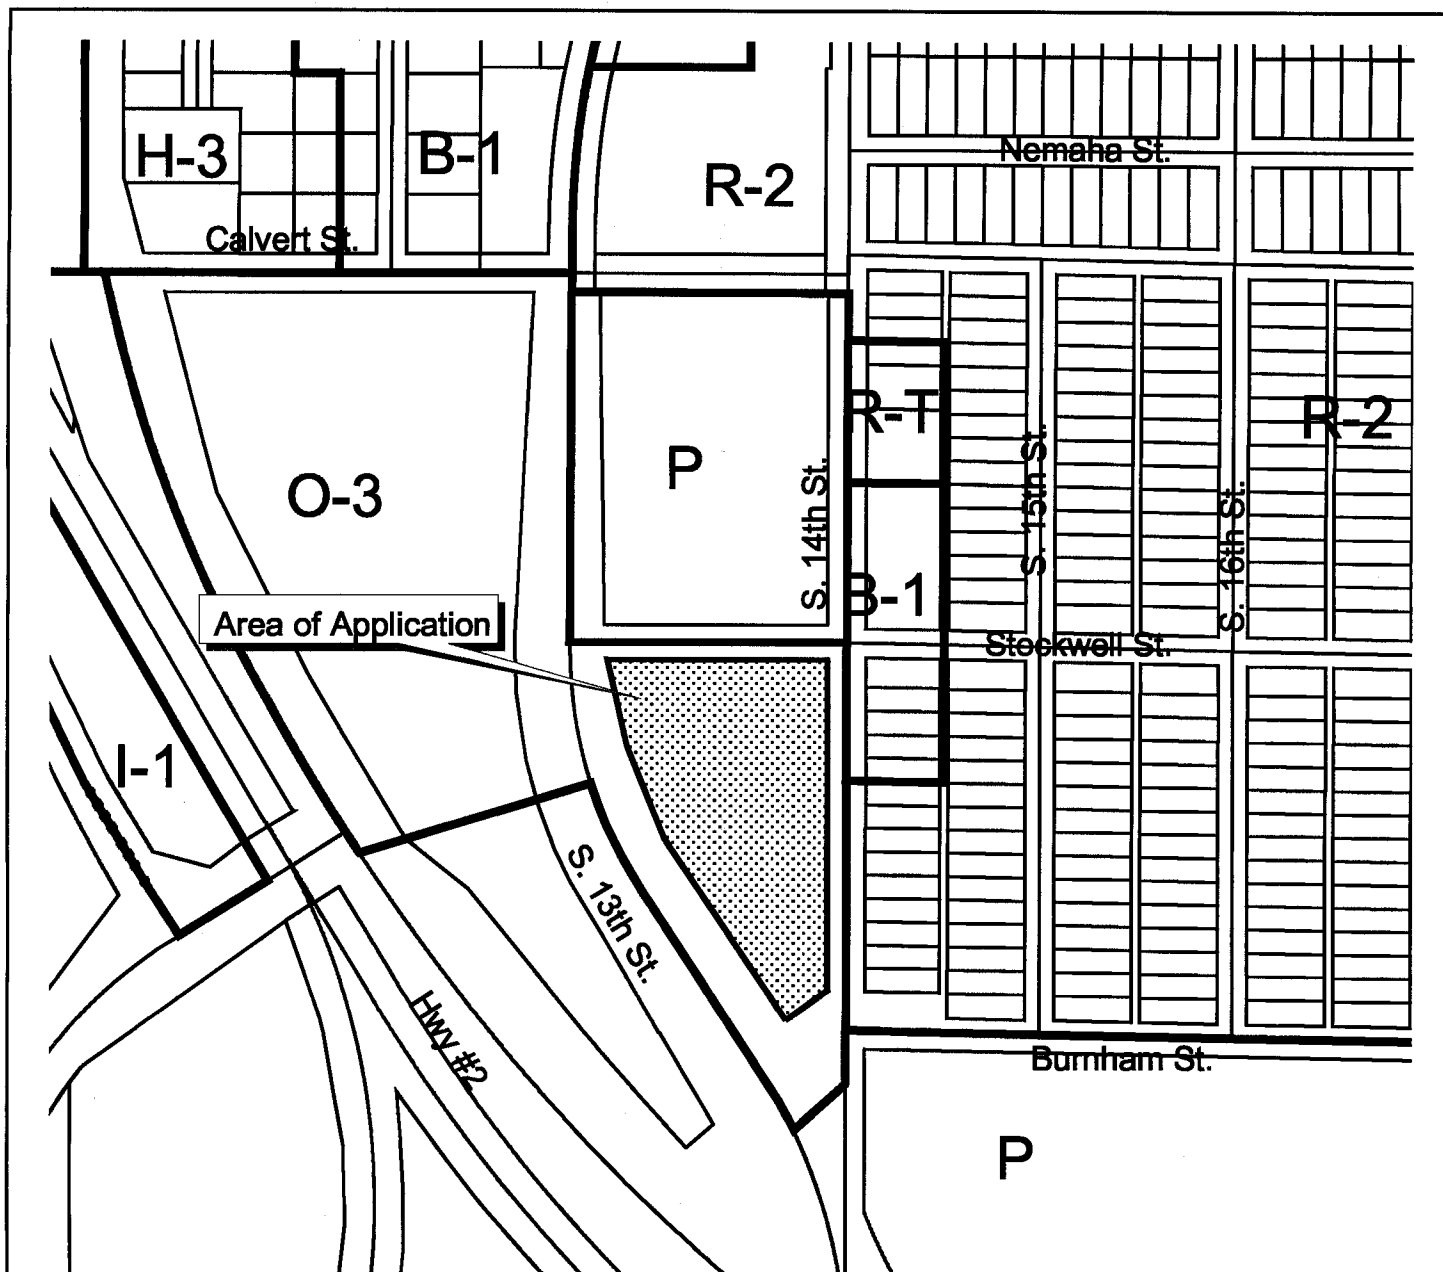 H-3
B-1
Nemaha St.
R-2
Calvert St.
R-T
R-2
P
O-3
S. 14th St.
S. 15th St.
S. 16th St.
B-1
Area of Application
Stockwell St.
I-1
S. 13th St.
Hwy #2
Burnham St.
P